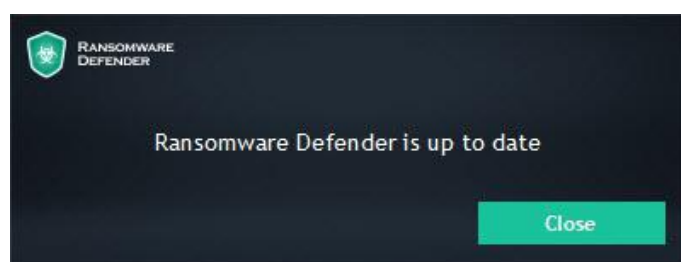 RANSOMWARE
DEFENDER
Ransomware Defender is up to date
Close